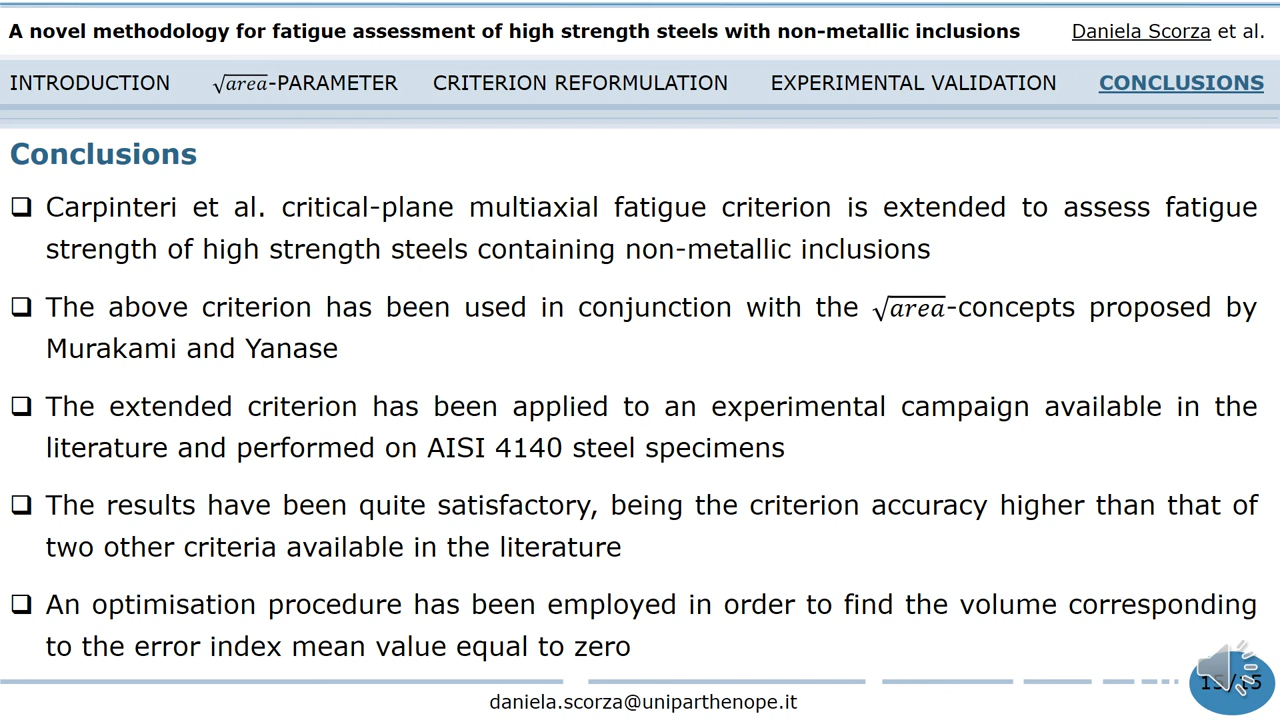 A novel methodology for fatigue assessment of high strength steels with non-metallic inclusions Daniela Scorza et al.
INTRODUCTION √area-PARAMETER CRITERION REFORMULATION EXPERIMENTAL VALIDATION CONCLUSIONS
Conclusions
❑ Carpinteri et al. critical-plane multiaxial fatigue criterion is extended to assess fatigue
strength of high strength steels containing non-metallic inclusions
❑ The above criterion has been used in conjunction with the √area-concepts proposed by
Murakami and Yanase
❑ The extended criterion has been applied to an experimental campaign available in the
literature and performed on AISI 4140 steel specimens
❑ The results have been quite satisfactory, being the criterion accuracy higher than that of
two other criteria available in the literature
❑ An optimisation procedure has been employed in order to find the volume corresponding
to the error index mean value equal to zero
daniela.scorza@uniparthenope.it